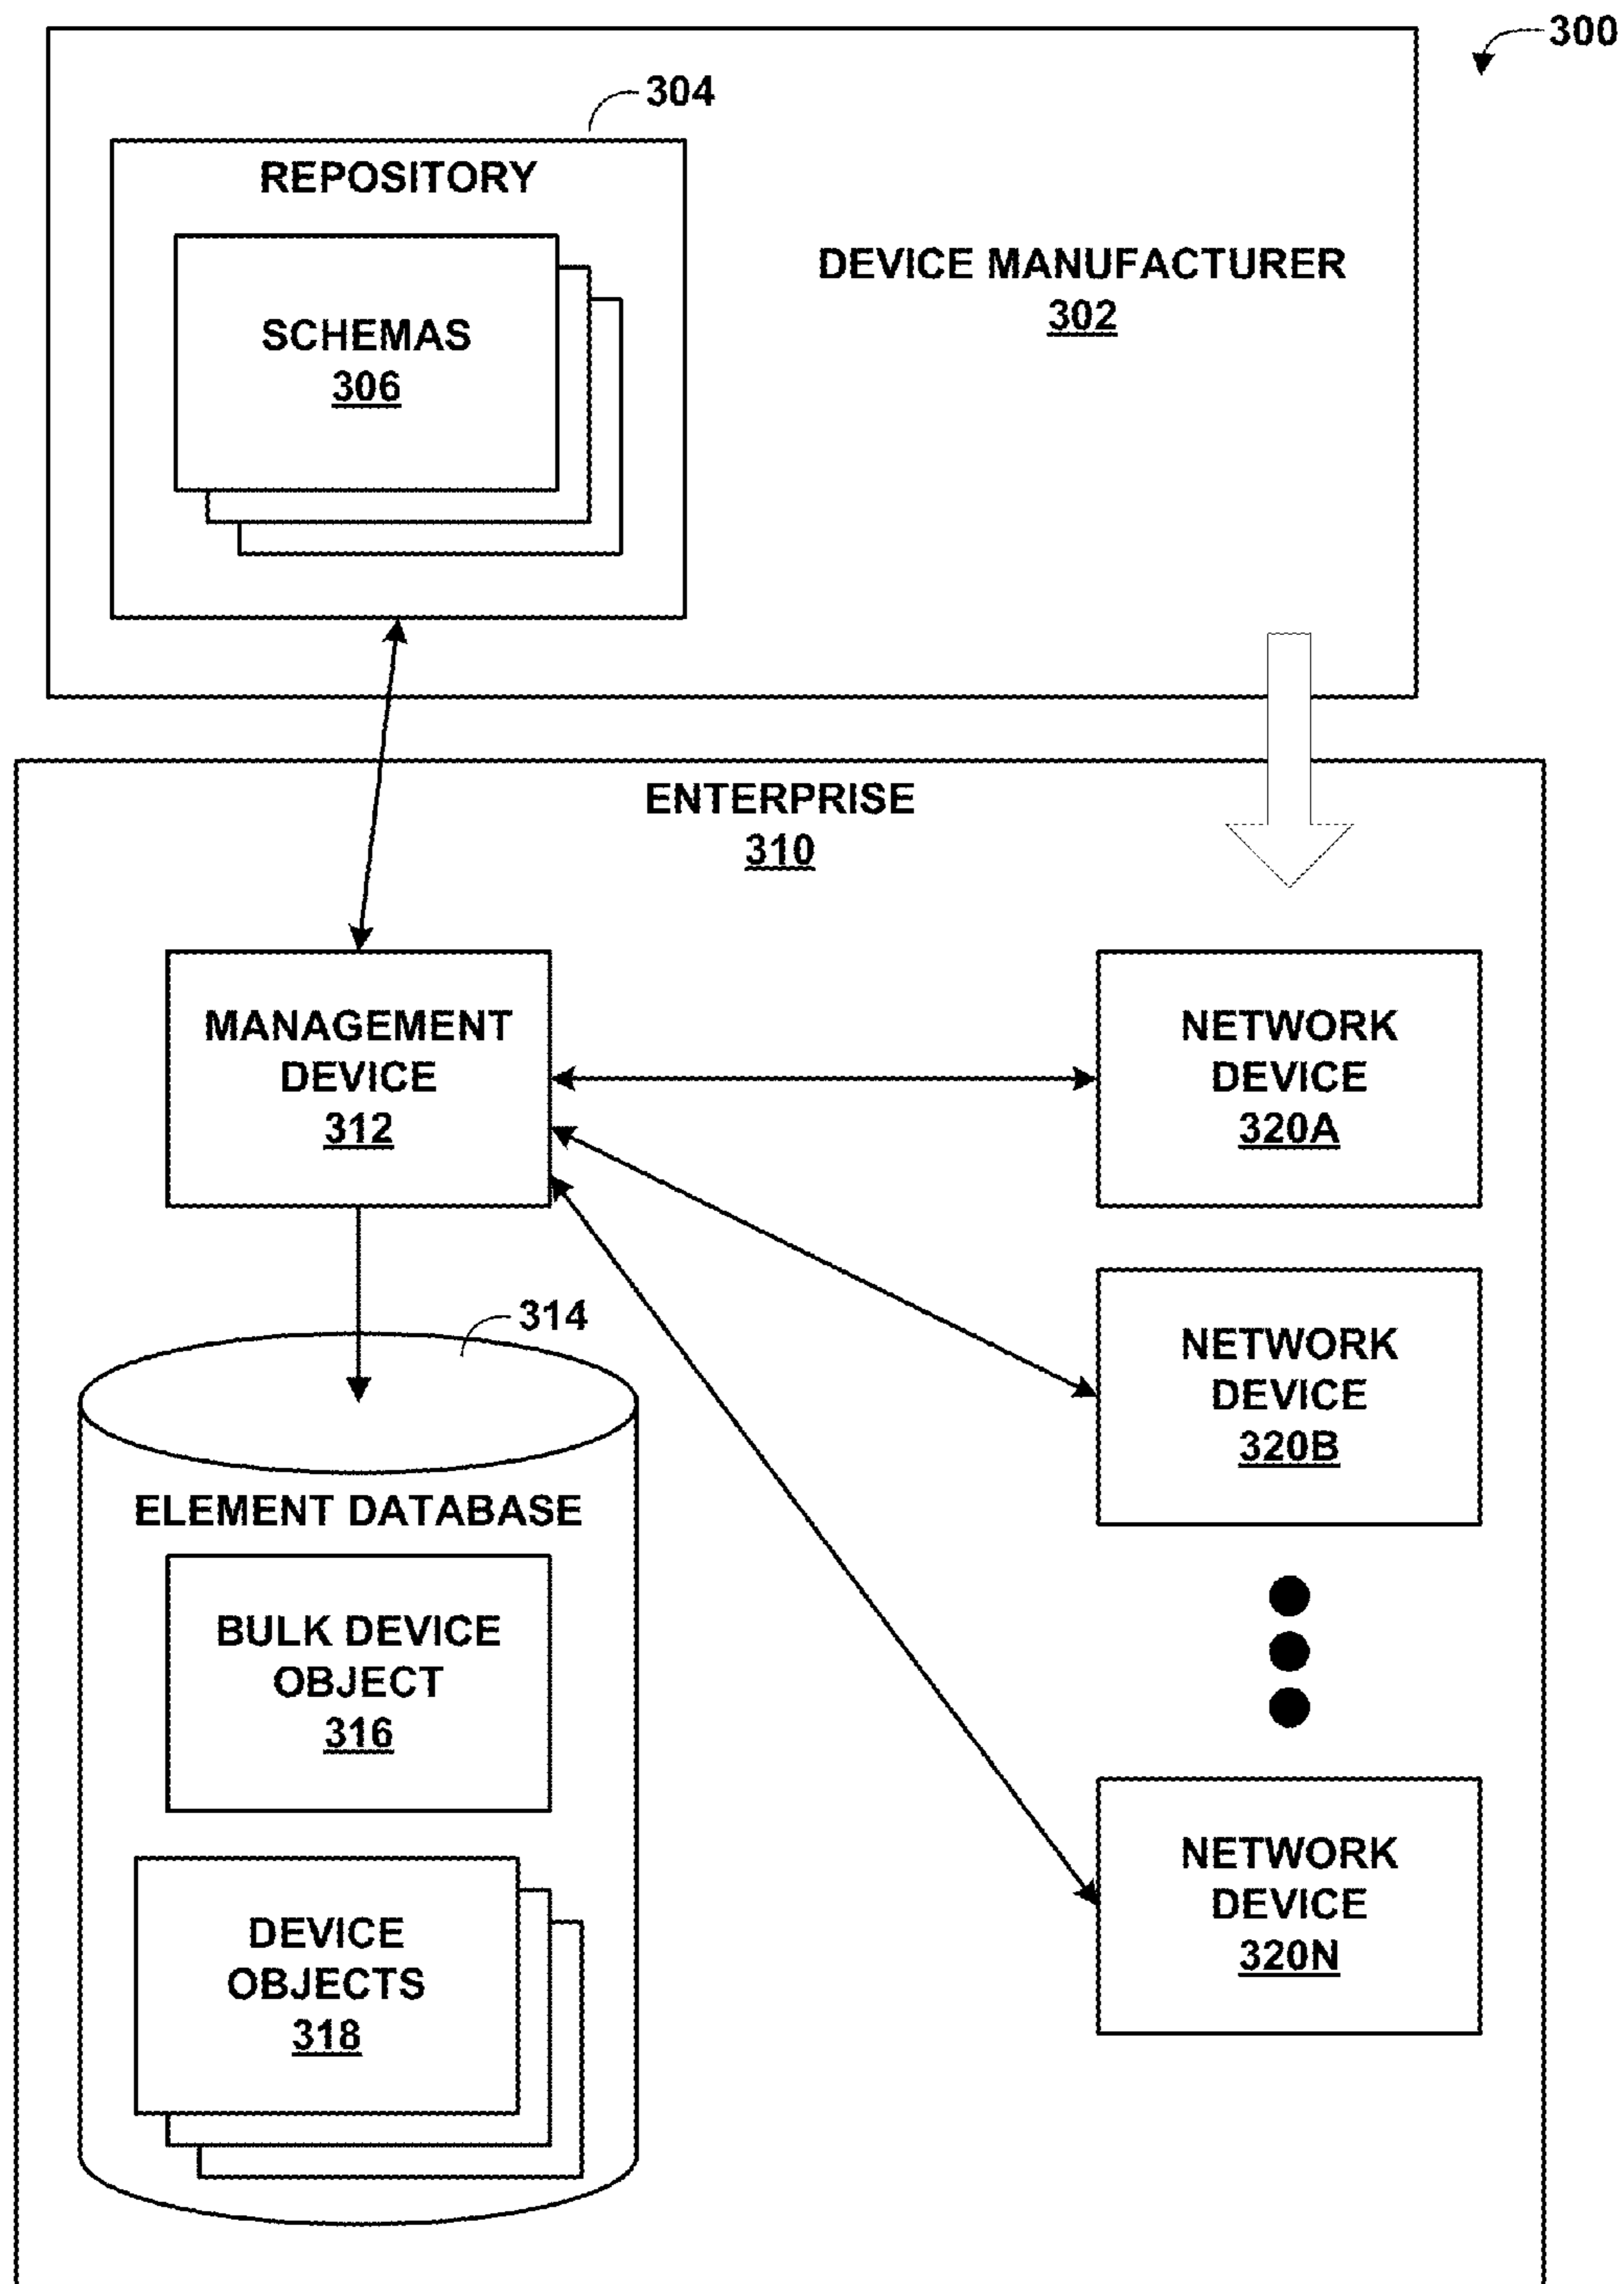 300
304
REPOSITORY
SCHEMAS
306
DEVICE MANUFACTURER
302
ENTERPRISE
310
MANAGEMENT
DEVICE
312
NETWORK
DEVICE
320A
314
NETWORK
DEVICE
320B
ELEMENT DATABASE
BULK DEVICE
OBJECT
316
NETWORK
DEVICE
320N
DEVICE
OBJECTS
318